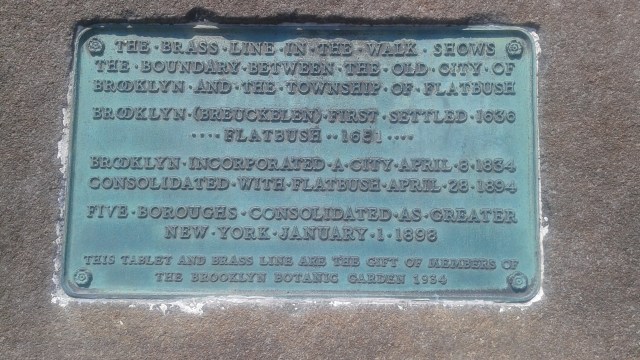 THE·BRASS·LINE·IN·THE·WALK·SHOWS
THE·BOUNDARY·BETWEEN·THE·OLD·CITY·OF
BROOKLYN·AND·THE·TOWNSHIP·OF·FLATBUSH
BROOKLYN·(BREUCKELEN)·FIRST·SETTLED·1636
····FLATBUSH··1651····
BROOKLYN·INCORPORATED·A·CITY·APRIL·8·1834
CONSOLIDATED·WITH·FLATBUSH·APRIL·28·1894
FIVE·BOROUGHS·CONSOLIDATED·AS·GREATER
NEW·YORK·JANUARY·1·1898
THIS TABLET AND BRASS LINE ARE THE GIFT OF MEMBERS OF
THE BROOKLYN BOTANIC GARDEN 1934